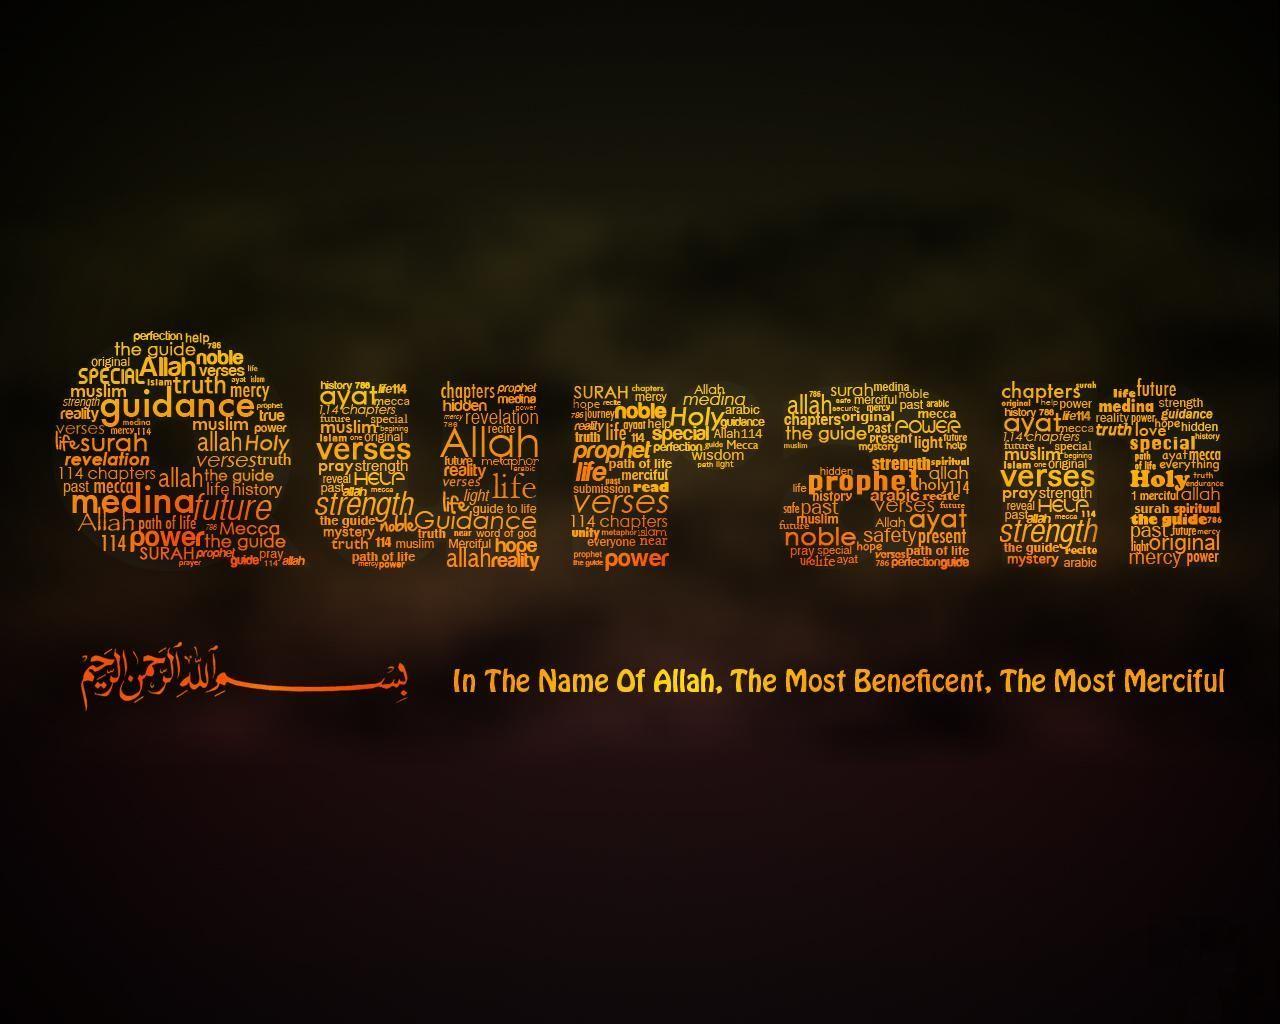 Quran
perfection help 786
the guide
original Allah noble
SPECIAL islam truth verses life
muslim mercy ayat islam
strength guidance prophet
reality muslim true
verses medina mercy 114 power
life surah allah Holy
revelation verses truth
114 chapters allah the guide
past mecca life history
medina future
Allah path of life 786 Mecca
114 power the guide
SURAH prophet pray
prayer guide 114 allah
history 786 life 114
ayat mecca
114 chapters
future special
muslim
islam one original
verses
pray strength
reveal HELP
past allah mecca
strength
the guide noble Guidance
mystery truth near word of god
truth 114 muslim Merciful hope
path of life allah reality
mercy power
chapters prophet
hidden medina
power
mercy revelation
786 recite
Allah
future metaphor
reality arabic
verses life
life light guide to life
SURAH chapters
hope recite mercy
786 journey noble
reality life ayat help
truth 114
prophet
life path of life
past merciful
submission read
verses
114 chapters
unity metaphor islam
everyone near
prophet
the guide power
Allah
medina
Holy arabic
guidance
special Allah 114
perfection guide Mecca
wisdom
path light
786 surah medina
allah safe merciful noble
security mercy past arabic
chapters original mecca
the guide past POWER
present light future
muslim mystery help
strength spiritual
hidden allah
life prophet holy 114
history arabic recite
safe past verses future
muslim Allah ayat
future
noble safety present
pray special hope verses path of life
life ayat 786 perfection guide
chapters surah
original help power
history 786 life 114
ayat mecca
114 chapters
future special
muslim
islam one original
verses
pray strength
reveal HELP
past allah mecca 114
strength
the guide recite
mystery arabic
life future
medina strength
reality power guidance
truth love hope hidden
special history
path ayat mecca
of life everything
Holy truth
endurance
1 merciful allah
surah spiritual
the guide 786
past future mercy
light original
mercy power
بِسْمِ اللهِ الرَّحْمٰنِ الرَّحِيْمِ
In The Name Of Allah, The Most Beneficent, The Most Merciful